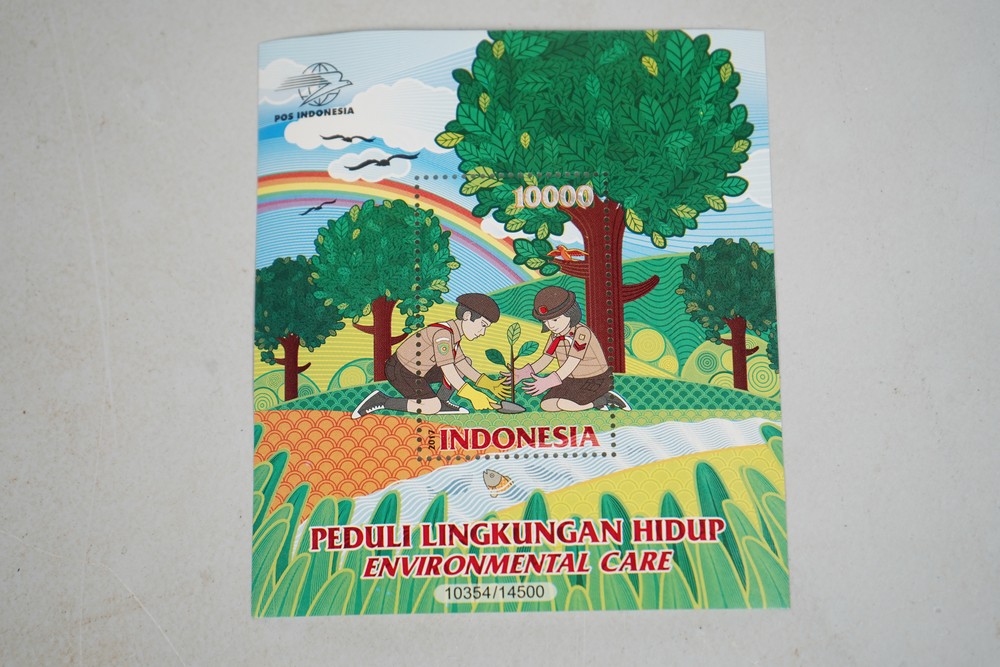 POS INDONESIA
10000
2017
INDONESIA
PEDULI LINGKUNGAN HIDUP
ENVIRONMENTAL CARE
10354/14500